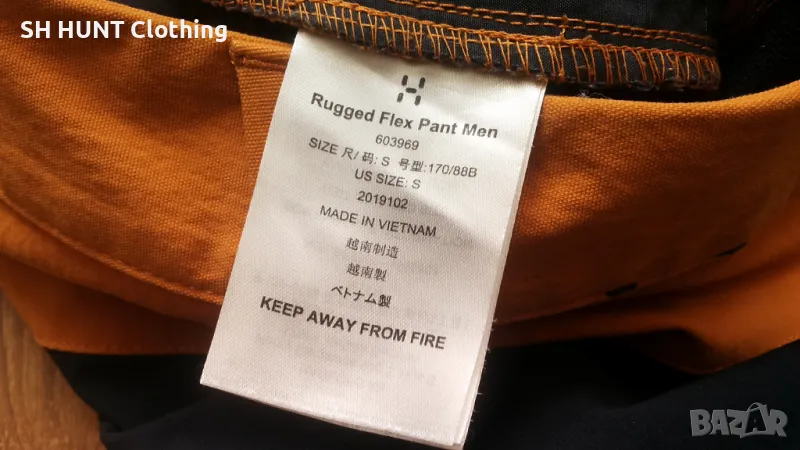 SH HUNT Clothing
Rugged Flex Pant Men
603969
SIZE 尺/ 码: S 号型:170/88B
US SIZE: S
2019102
MADE IN VIETNAM
越南制造
越南製
ベトナム製
KEEP AWAY FROM FIRE
BAZAR